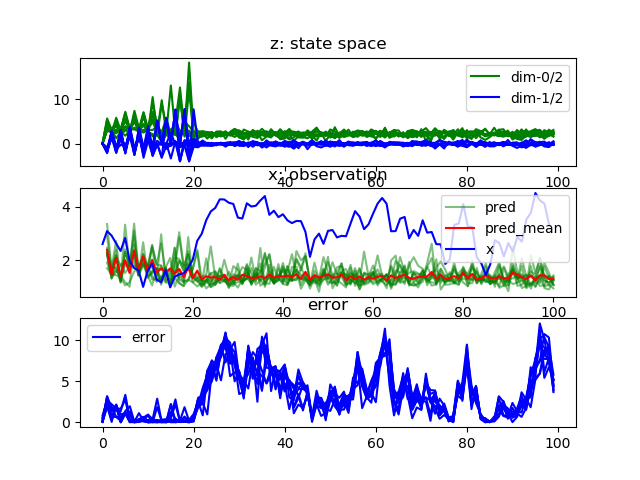 z: state space
10
0
dim-0/2
dim-1/2
0 20 40 60 80 100
x: observation
4
2
pred
pred_mean
x
0 20 40 60 80 100
error
10
5
0
error
0 20 40 60 80 100